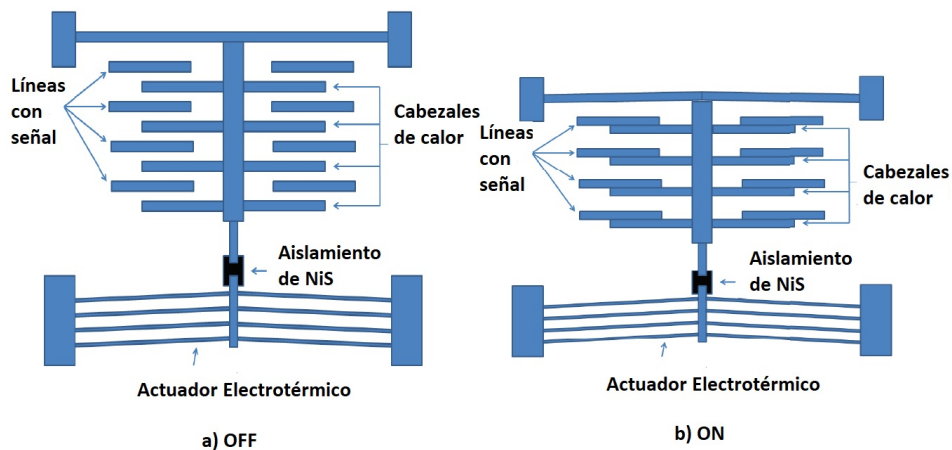 Líneas
con
señal
Cabezales
de calor
Aislamiento
de NiS
Actuador Electrotérmico
a) OFF
Líneas
con
señal
Cabezales
de calor
Aislamiento
de NiS
Actuador Electrotérmico
b) ON